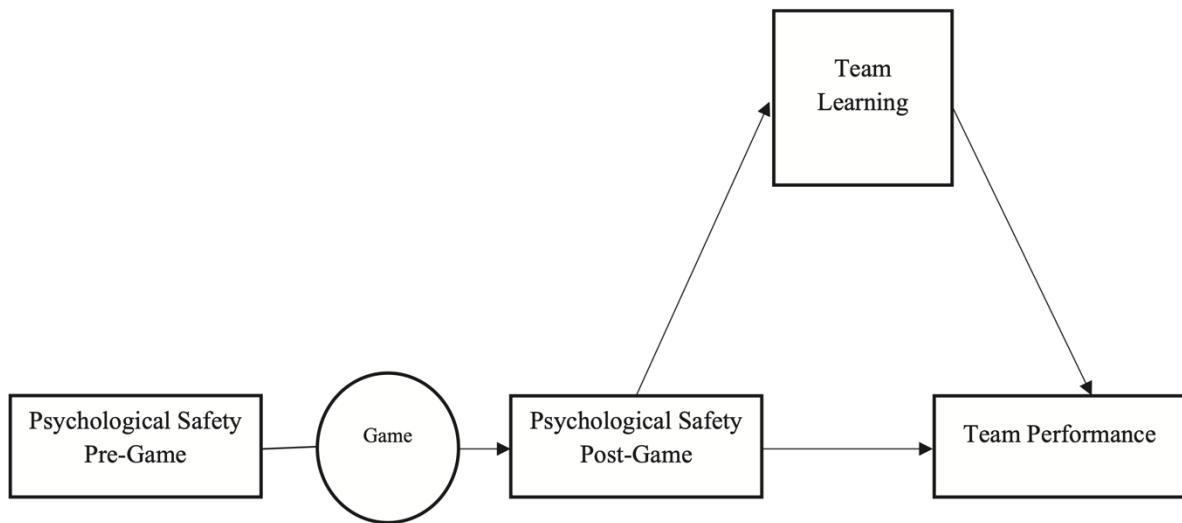 Team
Learning
Psychological Safety
Pre-Game
Game
Psychological Safety
Post-Game
Team Performance